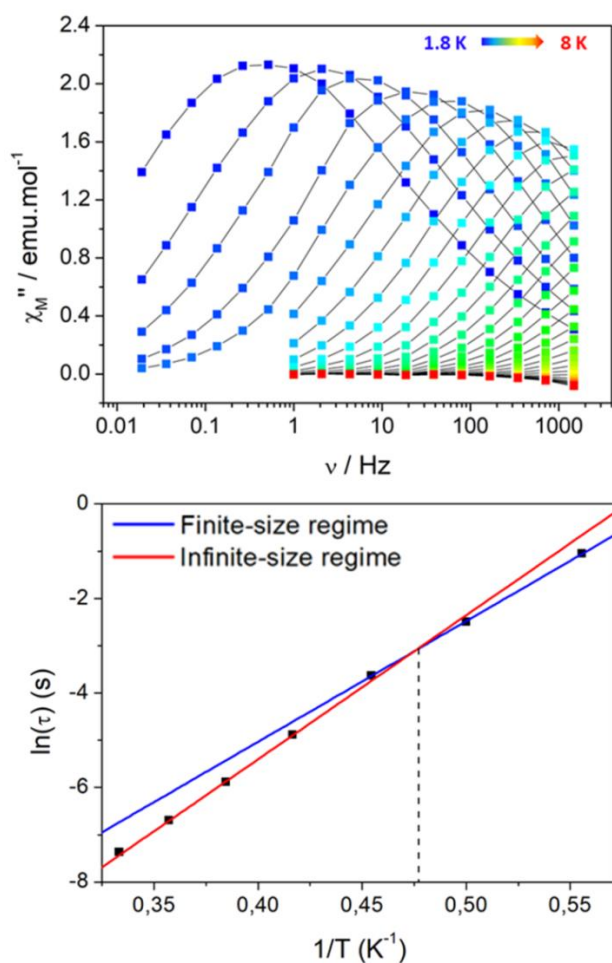 2.4
2.0
1.6
1.2
0.8
0.4
0.0
χM'' / emu.mol⁻¹
1.8 K 8 K
0.01 0.1 1 10 100 1000
ν / Hz
0
-2
-4
-6
-8
ln(τ) (s)
Finite-size regime
Infinite-size regime
0,35 0,40 0,45 0,50 0,55
1/T (K⁻¹)